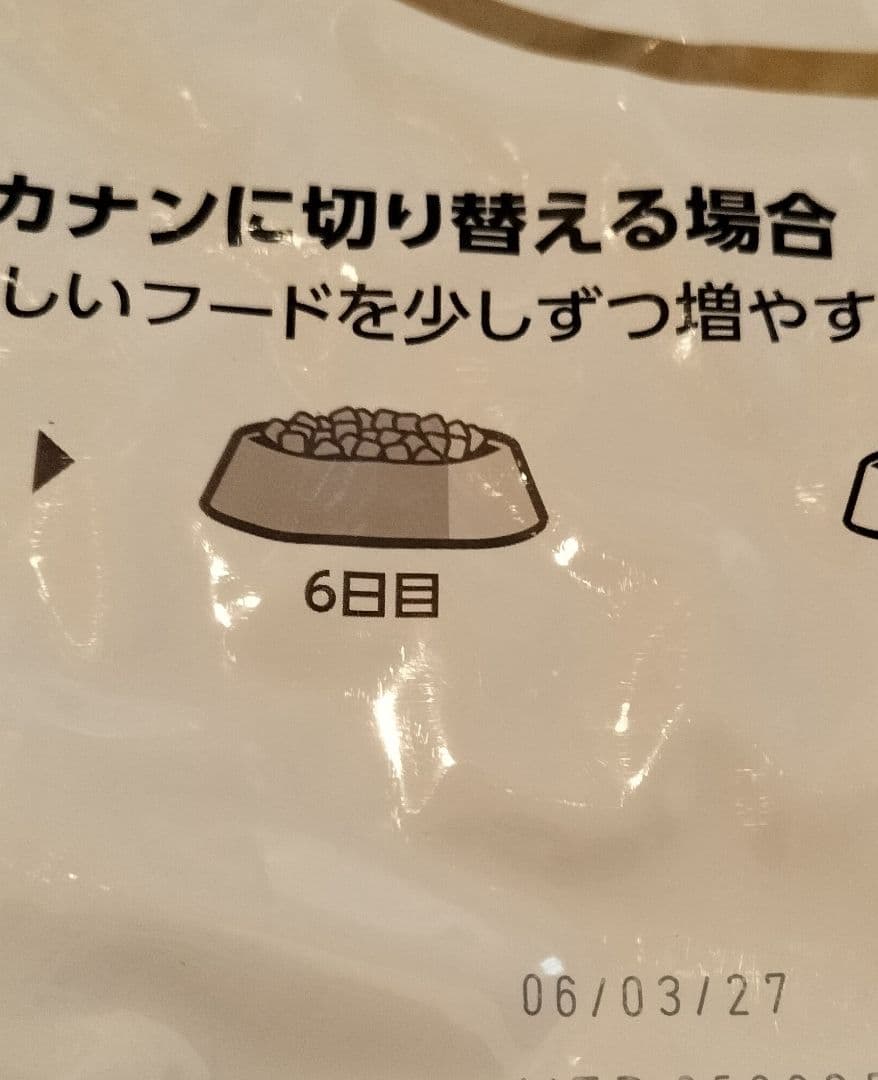 カナンに切り替える場合
しいフードを少しずつ増やす
6日目
06/03/27